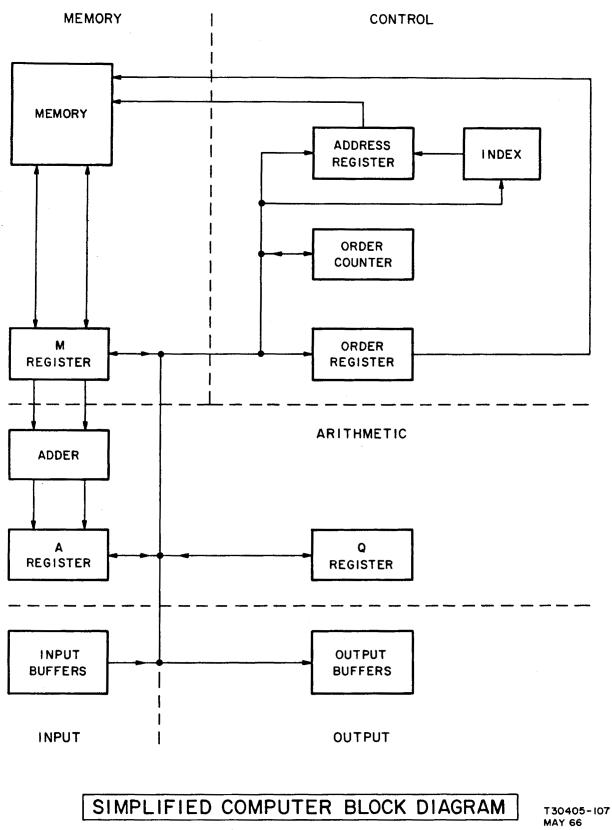 MEMORY
CONTROL
MEMORY
ADDRESS
REGISTER
INDEX
ORDER
COUNTER
M
REGISTER
ORDER
REGISTER
ARITHMETIC
ADDER
A
REGISTER
Q
REGISTER
INPUT
BUFFERS
OUTPUT
BUFFERS
INPUT
OUTPUT
SIMPLIFIED COMPUTER BLOCK DIAGRAM
T30405-107
MAY 66